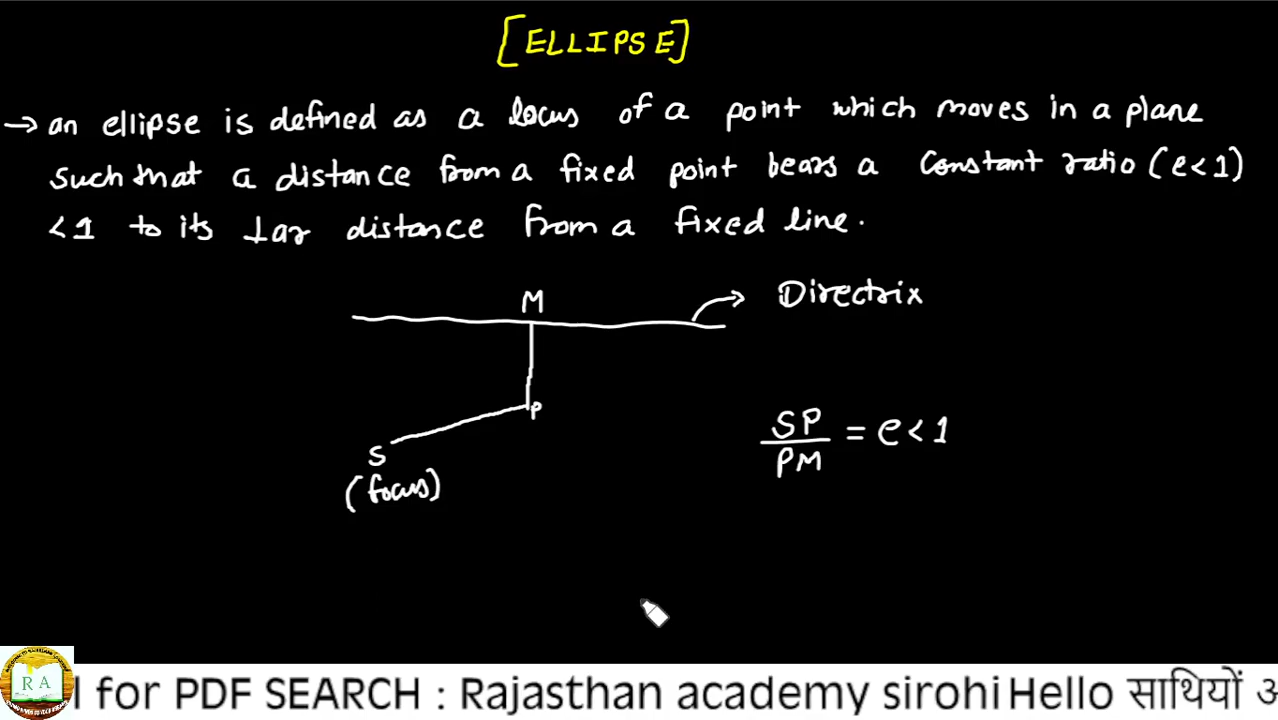 [ELLIPSE]
→ an ellipse is defined as a locus of a point which moves in a plane
such that a distance from a fixed point bears a constant ratio (e<1)
<1 to its ⊥ar distance from a fixed line.
M
Directrix
P
SP/PM = e<1
S
(focus)
RA
l for PDF SEARCH : Rajasthan academy sirohi Hello साथियों अ